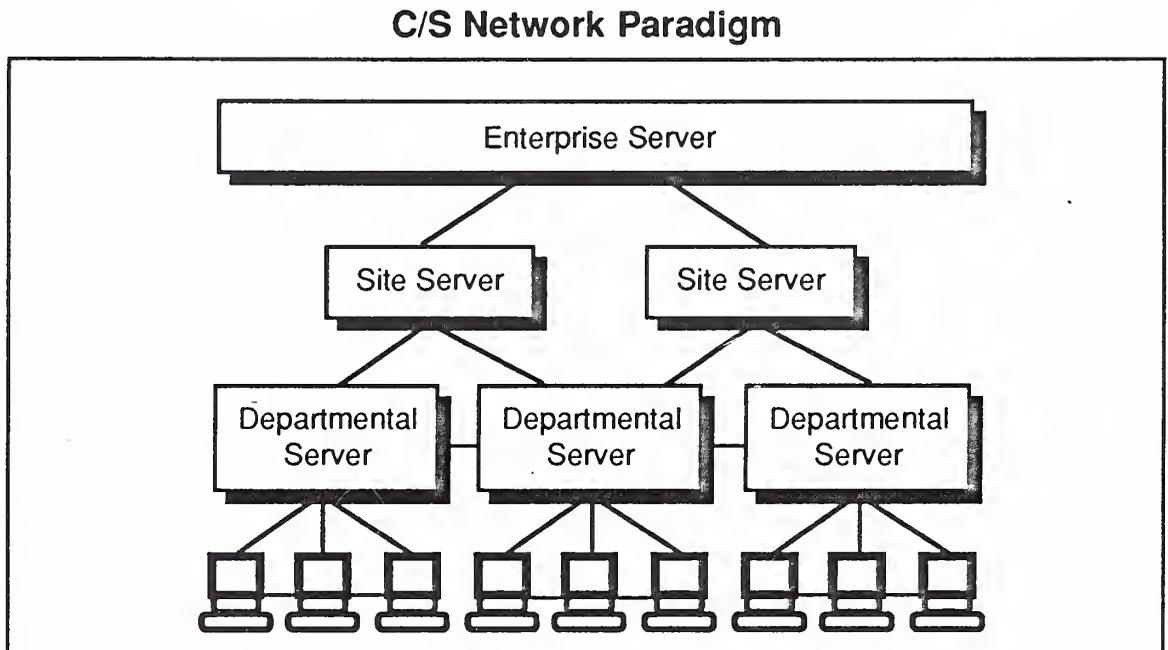 C/S Network Paradigm
Enterprise Server
Site Server
Site Server
Departmental
Server
Departmental
Server
Departmental
Server